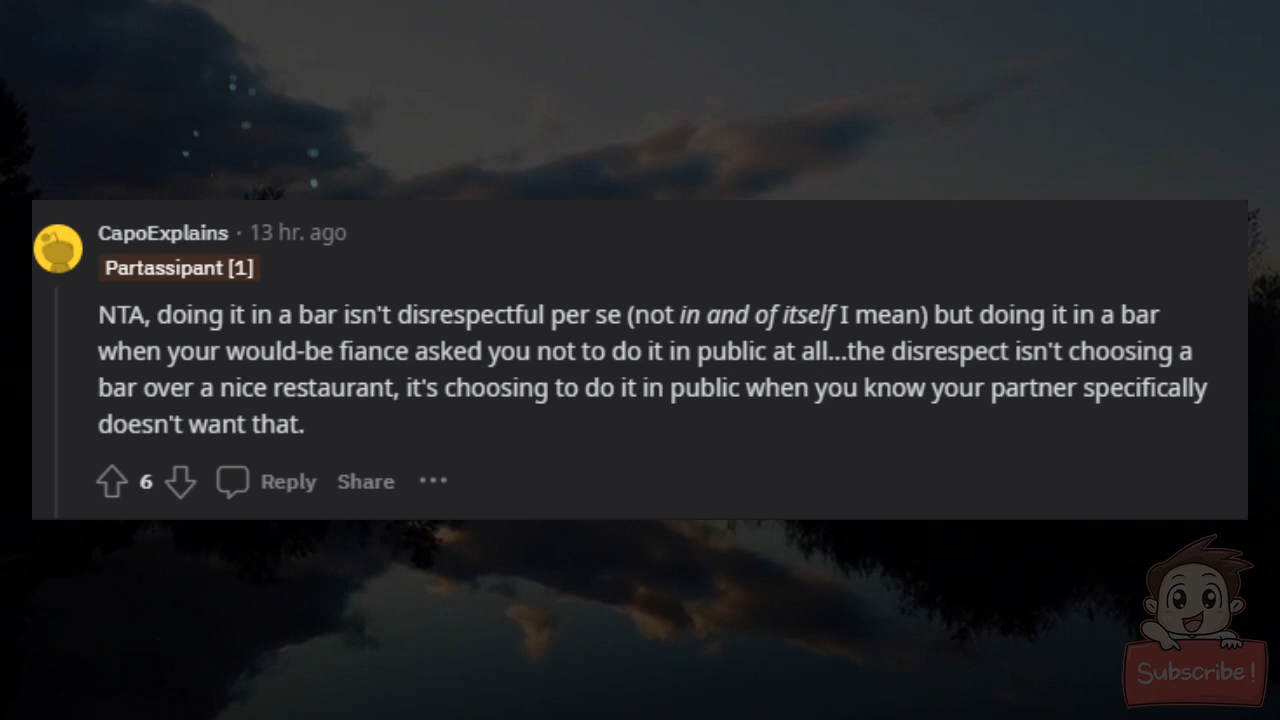 CapoExplains · 13 hr. ago
Partassipant [1]
NTA, doing it in a bar isn't disrespectful per se (not in and of itself I mean) but doing it in a bar
when your would-be fiance asked you not to do it in public at all...the disrespect isn't choosing a
bar over a nice restaurant, it's choosing to do it in public when you know your partner specifically
doesn't want that.
6 Reply Share ···
Subscribe!